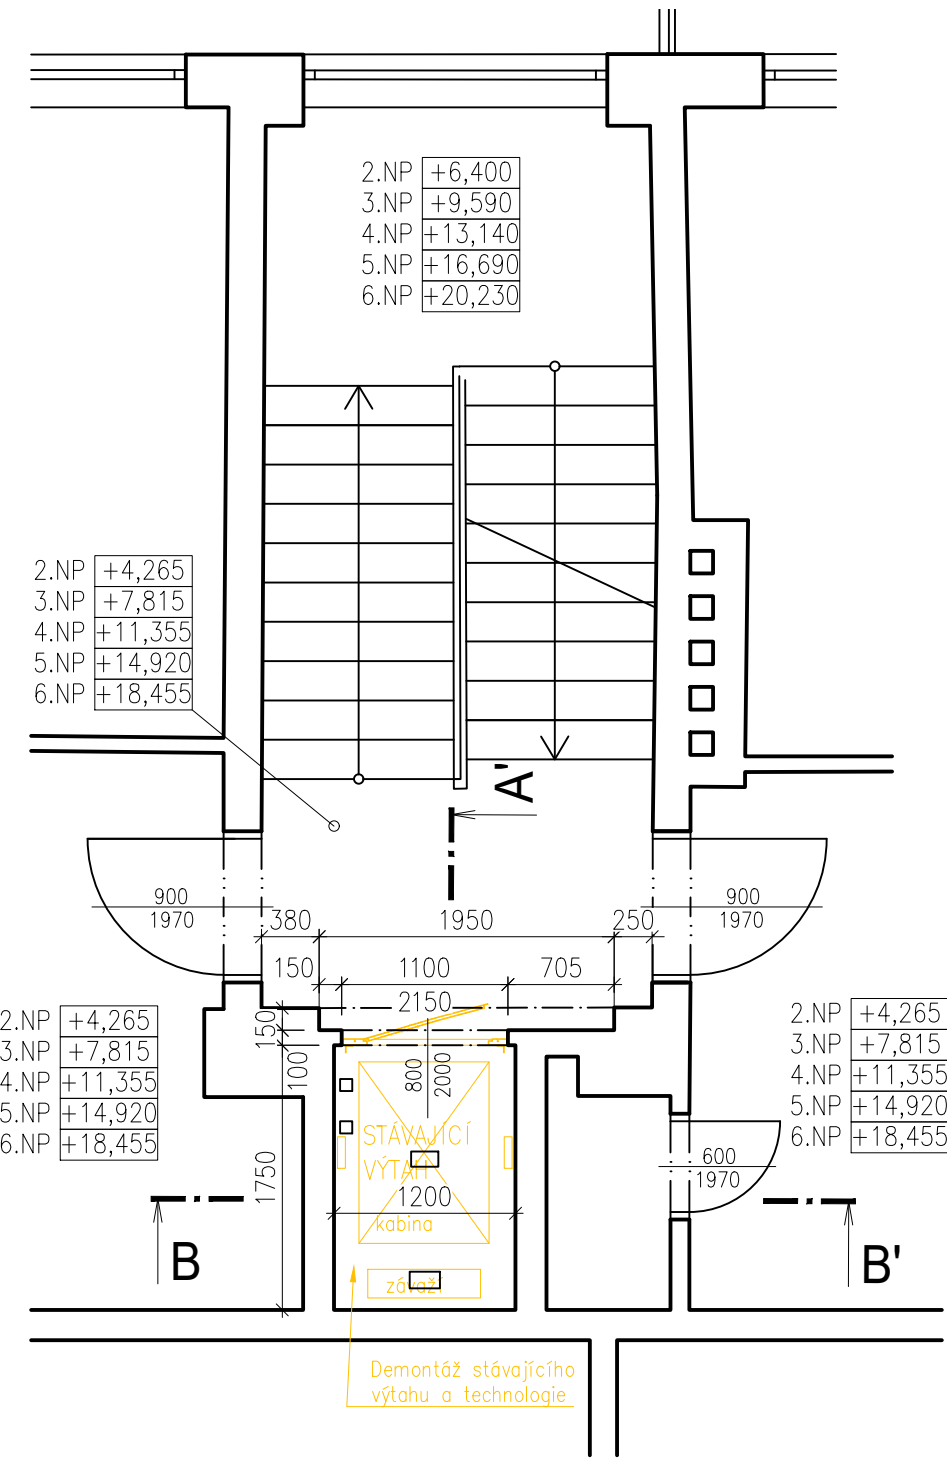 2.NP +6,400
3.NP +9,590
4.NP +13,140
5.NP +16,690
6.NP +20,230
2.NP +4,265
3.NP +7,815
4.NP +11,355
5.NP +14,920
6.NP +18,455
A'
900
1970
900
1970
380
1950
250
150
1100
705
2150
150
100
800
2000
1750
2.NP +4,265
3.NP +7,815
4.NP +11,355
5.NP +14,920
6.NP +18,455
2.NP +4,265
3.NP +7,815
4.NP +11,355
5.NP +14,920
6.NP +18,455
STÁVAJÍCÍ
VÝTAH
600
1970
1200
kabina
B
B'
závaží
Demontáž stávajícího
výtahu a technologie